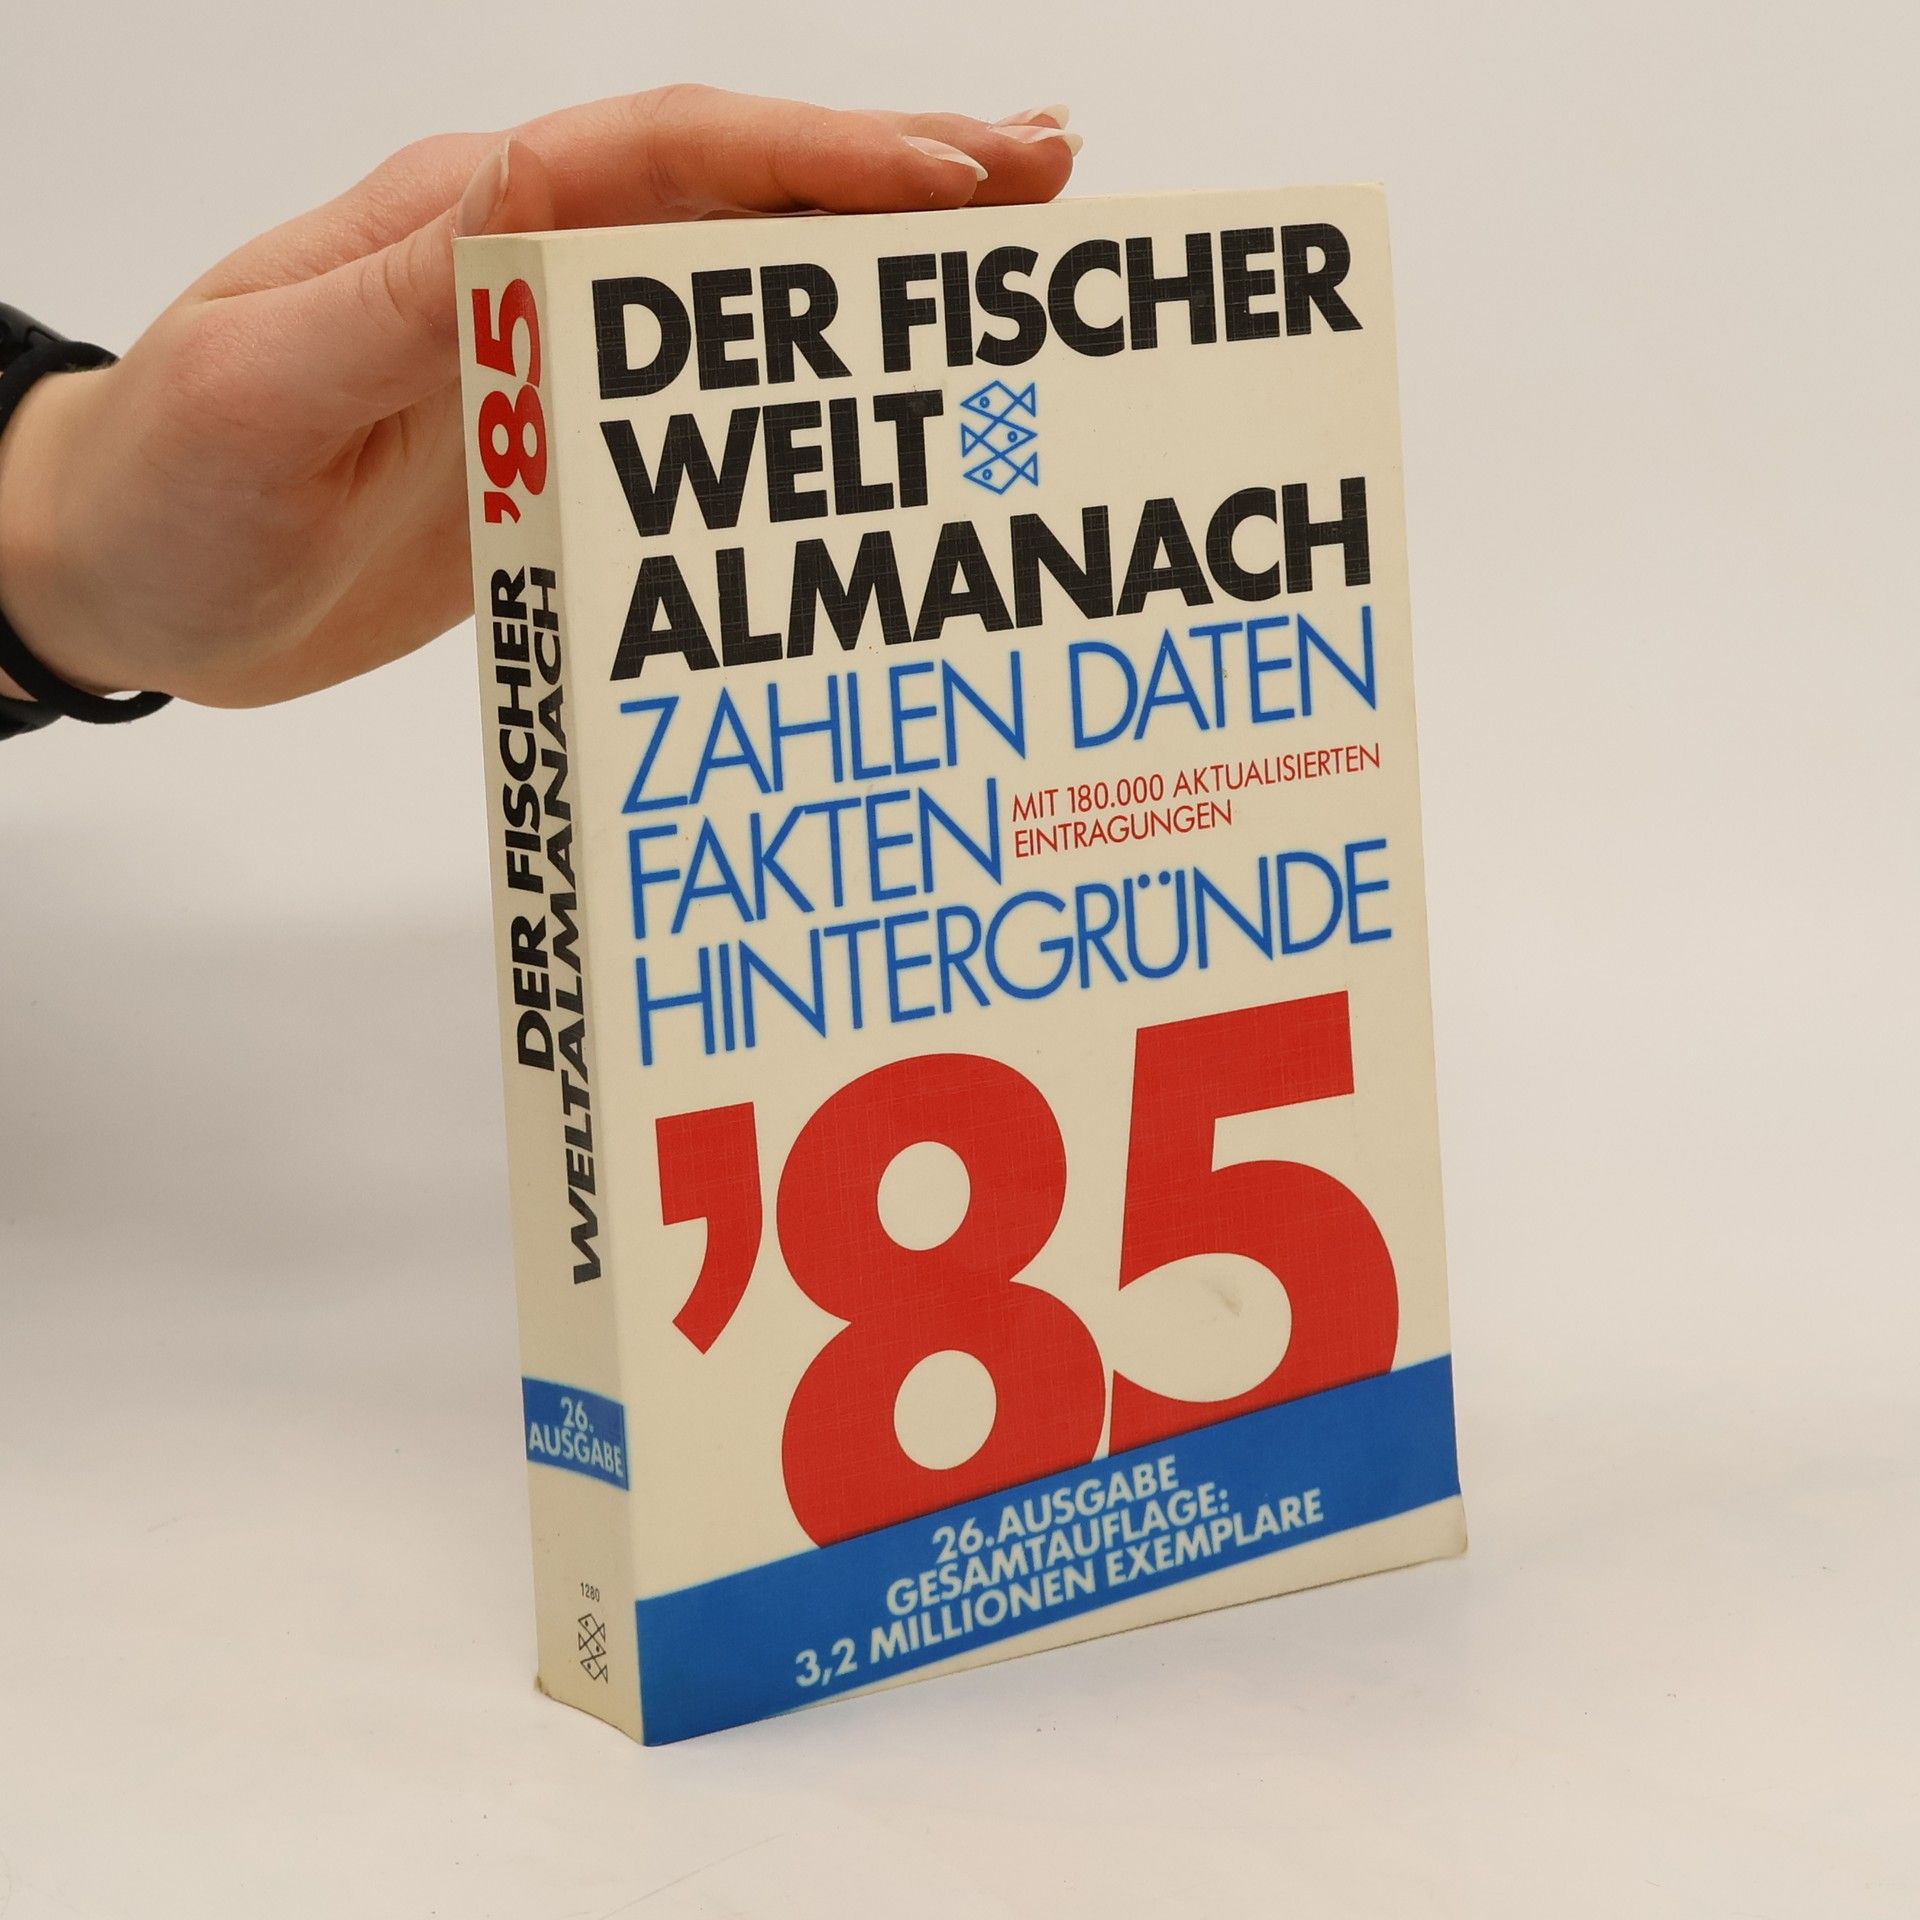 DER FISCHER
WELT
ALMANACH
ZAHLEN DATEN
FAKTEN
MIT 180.000 AKTUALISIERTEN
EINTRAGUNGEN
HINTERGRÜNDE
'85
26. AUSGABE
GESAMTAUFLAGE:
3,2 MILLIONEN EXEMPLARE
DER FISCHER
WELTALMANACH
'85
26.
AUSGABE
1280